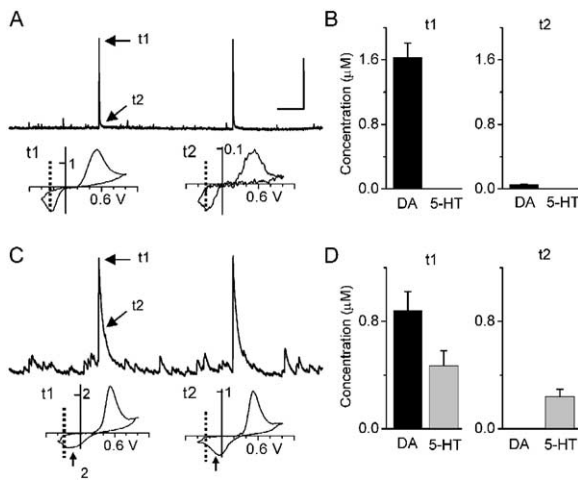 A
t1
t2
t1
1
0.6 V
t2
0.1
0.6 V
B
t1
t2
Concentration (μM)
1.6
0.8
0.0
DA 5-HT
1.6
0.8
0.0
DA 5-HT
C
t1
t2
t1
2
0.6 V
2
t2
1
0.6 V
D
t1
t2
Concentration (μM)
0.8
0.0
DA 5-HT
0.8
0.0
DA 5-HT